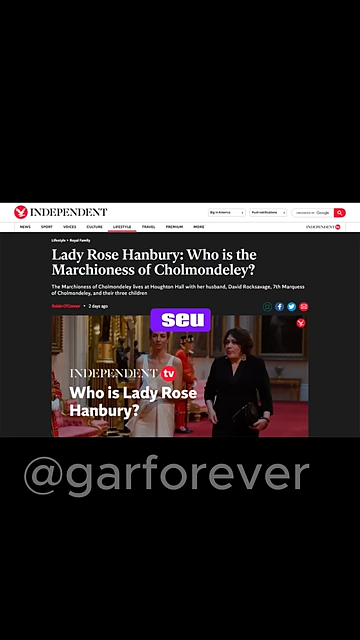 INDEPENDENT
Big in America
Push notifications
Google
NEWS SPORT VOICES CULTURE LIFESTYLE TRAVEL PREMIUM MORE
INDEPENDENT tv
Lifestyle > Royal Family
Lady Rose Hanbury: Who is the
Marchioness of Cholmondeley?
The Marchioness of Cholmondeley lives at Houghton Hall with her husband, David Rocksavage, 7th Marquess
of Cholmondeley, and their three children
2 days ago
seu
INDEPENDENT tv
Who is Lady Rose
Hanbury?
@garforever